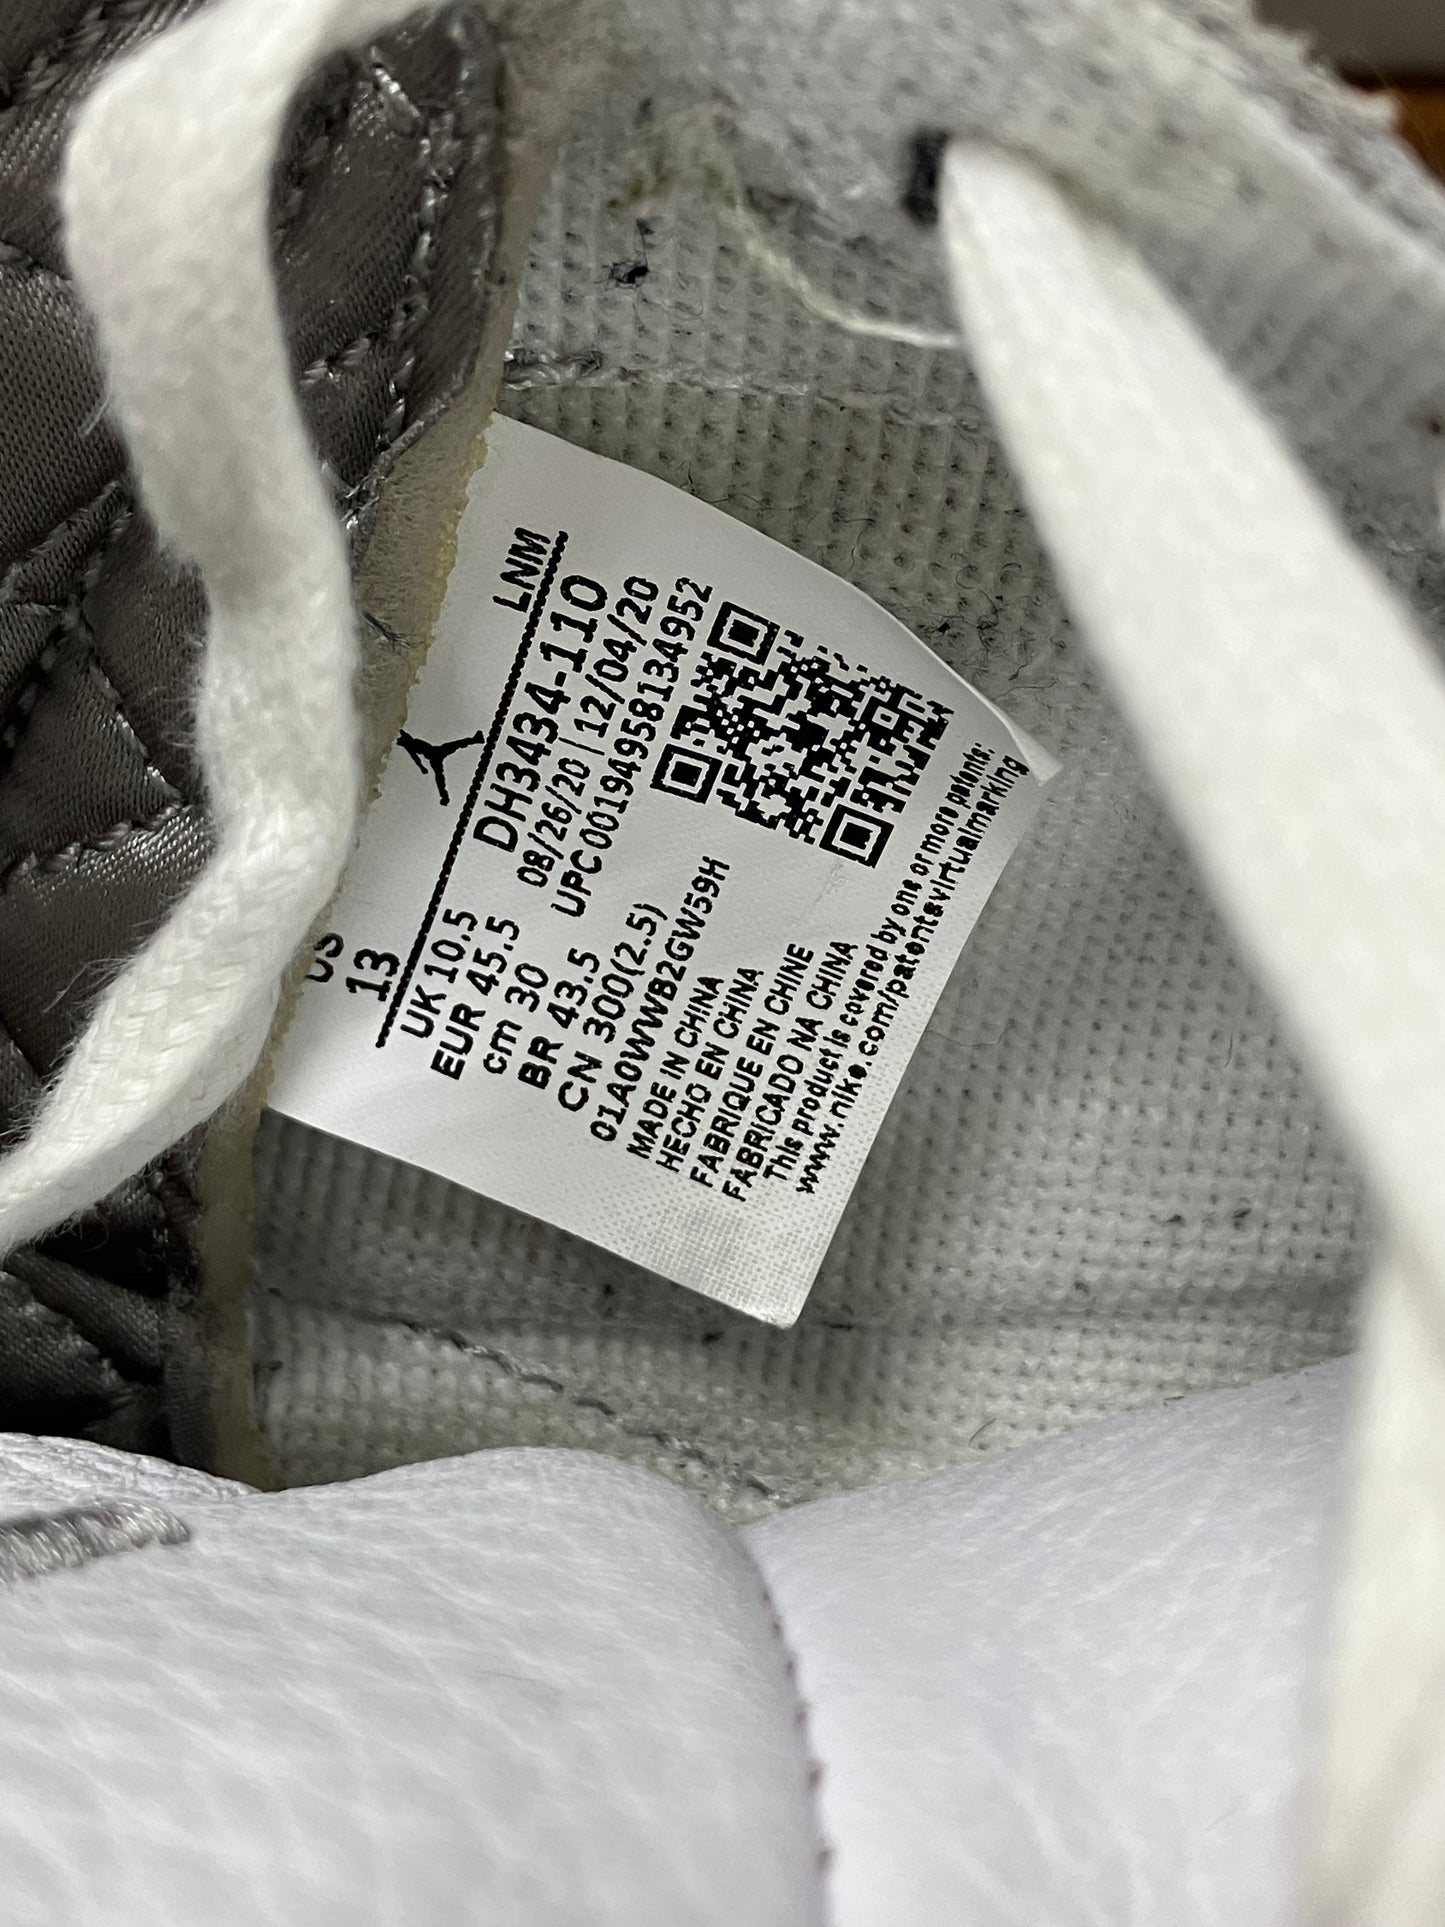 LNM
DH3434-110
08/26/20 | 12/04/20
UPC 00194958134952
US
13
UK 10.5
EUR 45.5
cm 30
BR 43.5
CN 300(2.5)
01A0WWB2GW59H
MADE IN CHINA
HECHO EN CHINA
FABRIQUE EN CHINE
FABRICADO NA CHINA
This product is covered by one or more patents:
www.nike.com/patentsvirtualmarking